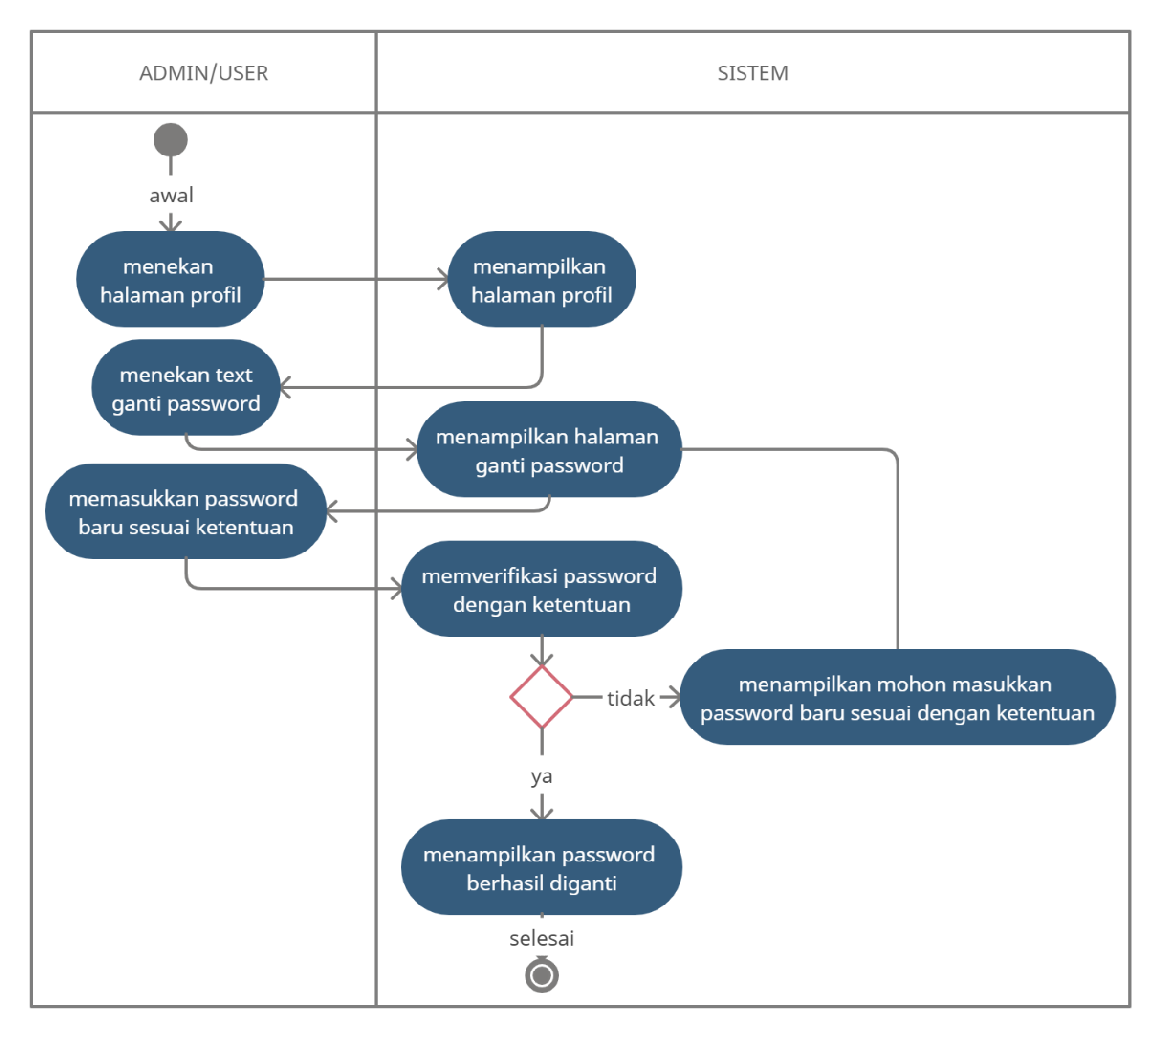 ADMIN/USER
SISTEM
awal
menekan
halaman profil
menampilkan
halaman profil
menekan text
ganti password
menampilkan halaman
ganti password
memasukkan password
baru sesuai ketentuan
memverifikasi password
dengan ketentuan
tidak
menampilkan mohon masukkan
password baru sesuai dengan ketentuan
ya
menampilkan password
berhasil diganti
selesai